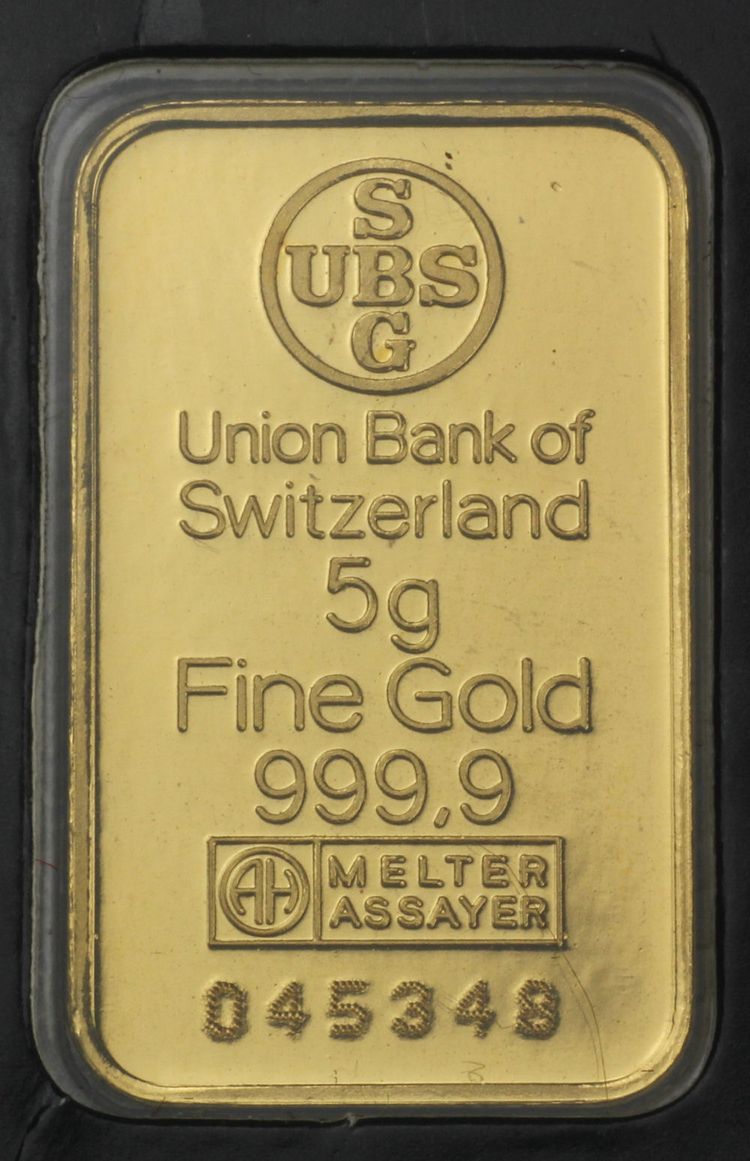 S
UBS
G
Union Bank of
Switzerland
5g
Fine Gold
999,9
AH MELTER
ASSAYER
045348